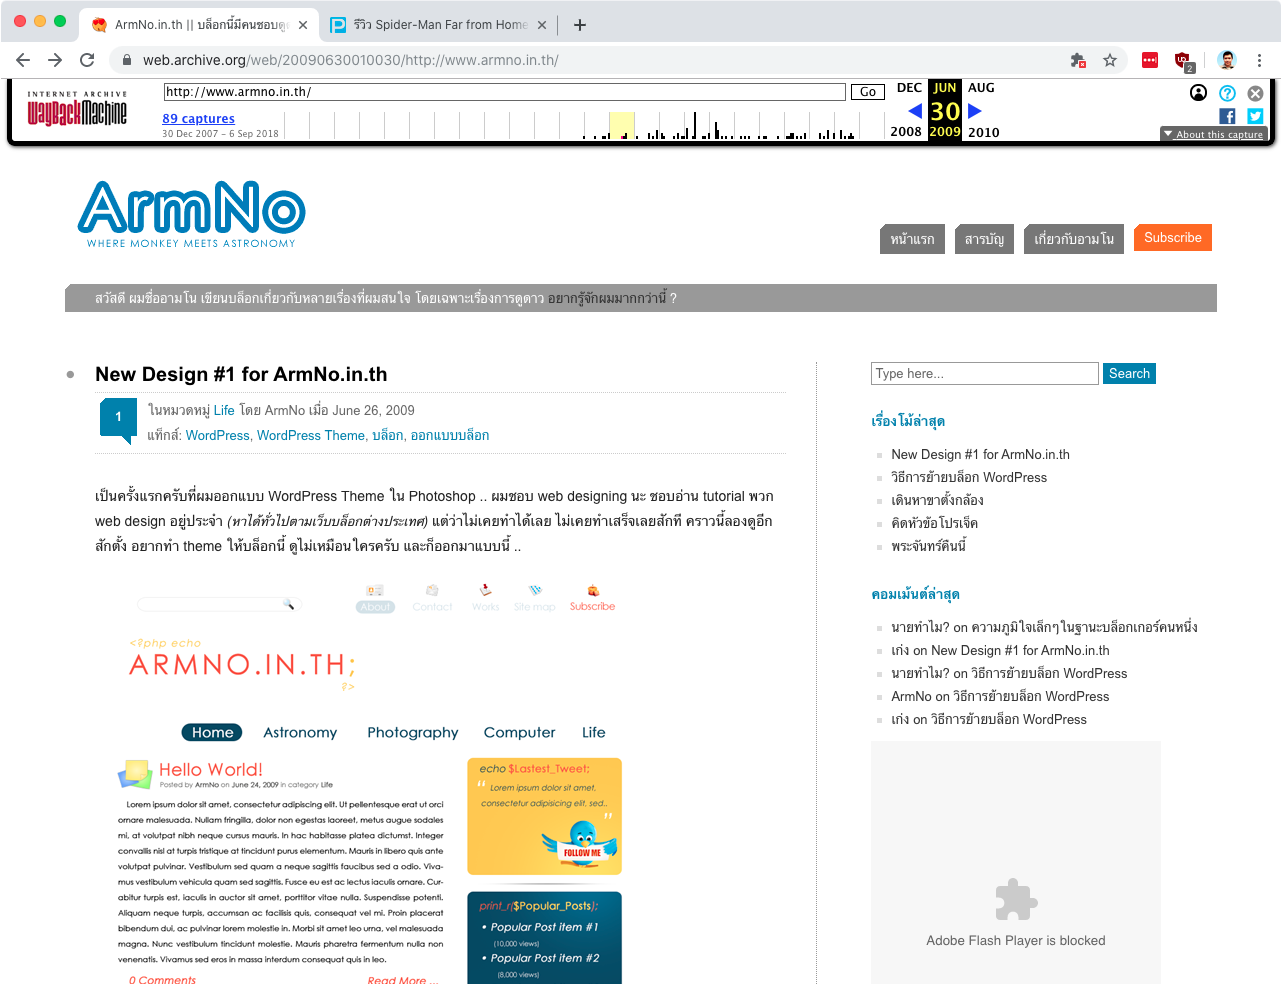 ArmNo.in.th || บล็อกนี้มีคนชอบดู
รีวิว Spider-Man Far from Home
web.archive.org/web/20090630010030/http://www.armno.in.th/
2
INTERNET ARCHIVE
WayBackMachine
http://www.armno.in.th/
Go
89 captures
30 Dec 2007 – 6 Sep 2018
DEC JUN AUG
30
2008 2009 2010
About this capture
ArmNo
WHERE MONKEY MEETS ASTRONOMY
หน้าแรก
สารบัญ
เกี่ยวกับอามโน
Subscribe
สวัสดี ผมชื่ออามโน เขียนบล็อกเกี่ยวกับหลายเรื่องที่ผมสนใจ โดยเฉพาะเรื่องการดูดาว อยากรู้จักผมมากกว่านี้ ?
New Design #1 for ArmNo.in.th
1
ในหมวดหมู่ Life โดย ArmNo เมื่อ June 26, 2009
แท็กส์: WordPress, WordPress Theme, บล็อก, ออกแบบบล็อก
เป็นครั้งแรกครับที่ผมออกแบบ WordPress Theme ใน Photoshop .. ผมชอบ web designing นะ ชอบอ่าน tutorial พวก
web design อยู่ประจำ (หาได้ทั่วไปตามเว็บบล็อกต่างประเทศ) แต่ว่าไม่เคยทำได้เลย ไม่เคยทำเสร็จเลยสักที คราวนี้ลองดูอีก
สักตั้ง อยากทำ theme ให้บล็อกนี้ ดูไม่เหมือนใครครับ และก็ออกมาแบบนี้ ..
About
Contact
Works
Site map
Subscribe
<?php echo
ARMNO.IN.TH;
?>
Home
Astronomy
Photography
Computer
Life
Hello World!
Posted by ArmNo on June 24, 2009 in category Life
Lorem ipsum dolor sit amet, consectetur adipiscing elit. Ut pellentesque erat ut orci
ornare malesuada. Nullam fringilla, dolor non egestas laoreet, metus augue sodales
mi, at volutpat nibh neque cursus mauris. In hac habitasse platea dictumst. Integer
convallis nisl at turpis tristique at tincidunt purus elementum. Mauris in libero quis ante
volutpat pulvinar. Vestibulum sed quam a neque sagittis faucibus sed a odio. Viva-
mus vestibulum vehicula quam sed sagittis. Fusce eu est ac lectus iaculis ornare. Cur-
abitur turpis est, iaculis in auctor sit amet, porttitor vitae nulla. Suspendisse potenti.
Aliquam neque turpis, accumsan ac facilisis quis, consequat vel mi. Proin placerat
bibendum dui, ac pulvinar lorem molestie in. Morbi sit amet leo urna, vel malesuada
magna. Nunc vestibulum tincidunt molestie. Mauris pharetra fermentum nulla non
venenatis. Vivamus sed eros in massa interdum consequat quis in leo.
0 Comments
Read More ...
echo $Lastest_Tweet;
“ Lorem ipsum dolor sit amet,
consectetur adipisicing elit, sed.. ”
FOLLOW ME
print_r($Popular_Posts);
• Popular Post item #1
(10,000 views)
• Popular Post item #2
(8,000 views)
Type here...
Search
เรื่องโม้ล่าสุด
New Design #1 for ArmNo.in.th
วิธีการย้ายบล็อก WordPress
เดินหาขาตั้งกล้อง
คิดหัวข้อโปรเจ็ค
พระจันทร์คืนนี้
คอมเม้นต์ล่าสุด
นายทำไม? on ความภูมิใจเล็กๆในฐานะบล็อกเกอร์คนหนึ่ง
เก่ง on New Design #1 for ArmNo.in.th
นายทำไม? on วิธีการย้ายบล็อก WordPress
ArmNo on วิธีการย้ายบล็อก WordPress
เก่ง on วิธีการย้ายบล็อก WordPress
Adobe Flash Player is blocked